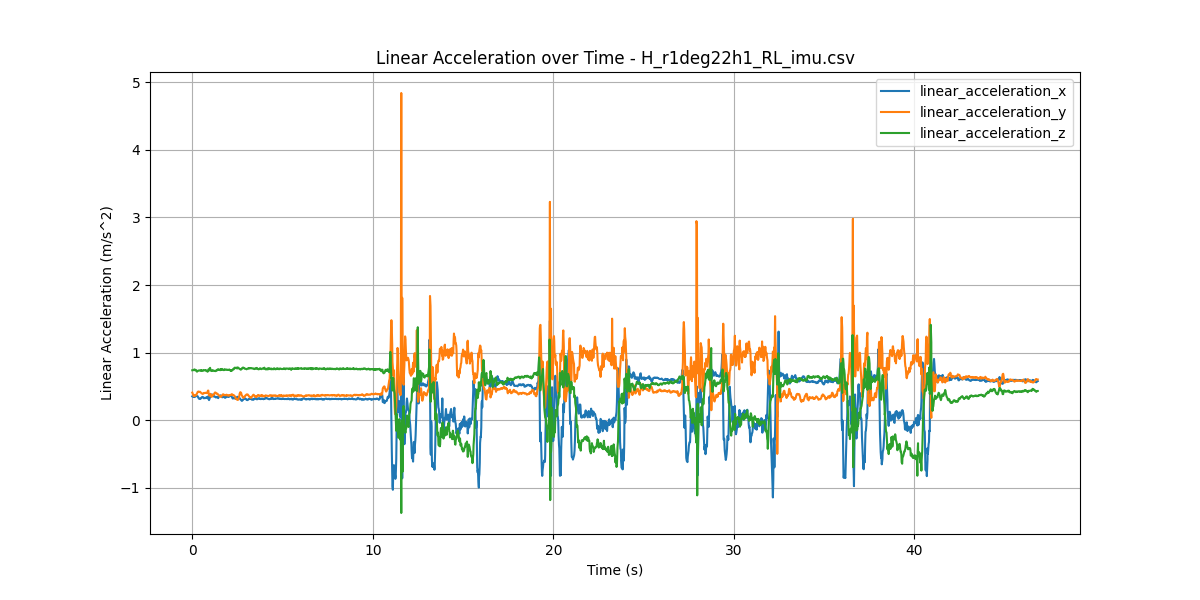 Linear Acceleration over Time - H_r1deg22h1_RL_imu.csv
linear_acceleration_x
linear_acceleration_y
linear_acceleration_z
Linear Acceleration (m/s^2)
5
4
3
2
1
0
−1
0 10 20 30 40
Time (s)